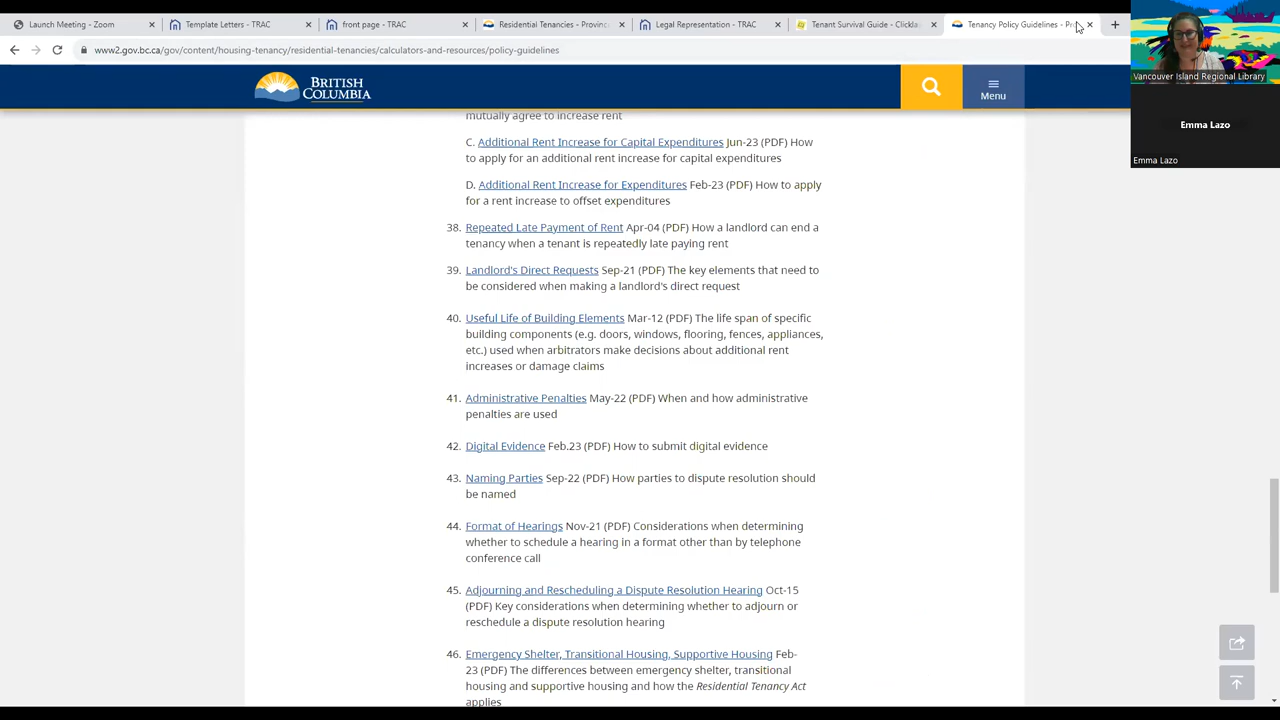 Launch Meeting - Zoom
Template Letters - TRAC
front page - TRAC
Residential Tenancies - Provinc
Legal Representation - TRAC
Tenant Survival Guide - Clickla
Tenancy Policy Guidelines - Pr
www2.gov.bc.ca/gov/content/housing-tenancy/residential-tenancies/calculators-and-resources/policy-guidelines
BRITISH
COLUMBIA
Menu
Vancouver Island Regional Library
Emma Lazo
Emma Lazo
mutually agree to increase rent
C. Additional Rent Increase for Capital Expenditures Jun-23 (PDF) How
to apply for an additional rent increase for capital expenditures
D. Additional Rent Increase for Expenditures Feb-23 (PDF) How to apply
for a rent increase to offset expenditures
38. Repeated Late Payment of Rent Apr-04 (PDF) How a landlord can end a
tenancy when a tenant is repeatedly late paying rent
39. Landlord's Direct Requests Sep-21 (PDF) The key elements that need to
be considered when making a landlord's direct request
40. Useful Life of Building Elements Mar-12 (PDF) The life span of specific
building components (e.g. doors, windows, flooring, fences, appliances,
etc.) used when arbitrators make decisions about additional rent
increases or damage claims
41. Administrative Penalties May-22 (PDF) When and how administrative
penalties are used
42. Digital Evidence Feb.23 (PDF) How to submit digital evidence
43. Naming Parties Sep-22 (PDF) How parties to dispute resolution should
be named
44. Format of Hearings Nov-21 (PDF) Considerations when determining
whether to schedule a hearing in a format other than by telephone
conference call
45. Adjourning and Rescheduling a Dispute Resolution Hearing Oct-15
(PDF) Key considerations when determining whether to adjourn or
reschedule a dispute resolution hearing
46. Emergency Shelter, Transitional Housing, Supportive Housing Feb-
23 (PDF) The differences between emergency shelter, transitional
housing and supportive housing and how the Residential Tenancy Act
applies